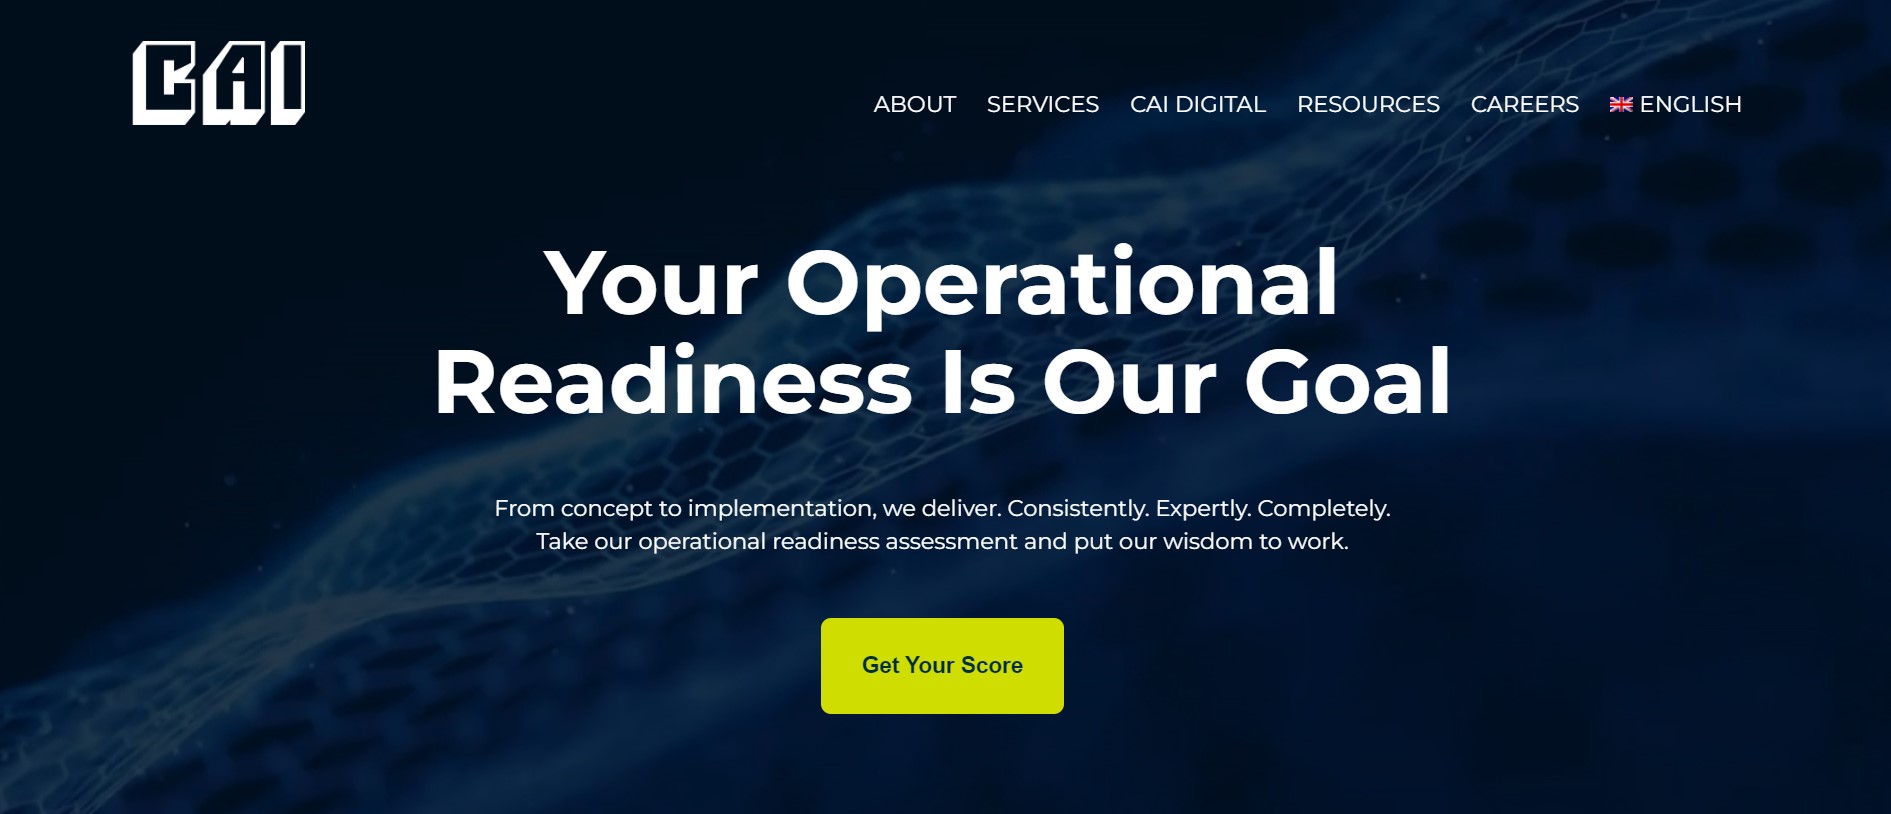 CAI
ABOUT SERVICES CAI DIGITAL RESOURCES CAREERS ENGLISH
Your Operational
Readiness Is Our Goal
From concept to implementation, we deliver. Consistently. Expertly. Completely.
Take our operational readiness assessment and put our wisdom to work.
Get Your Score